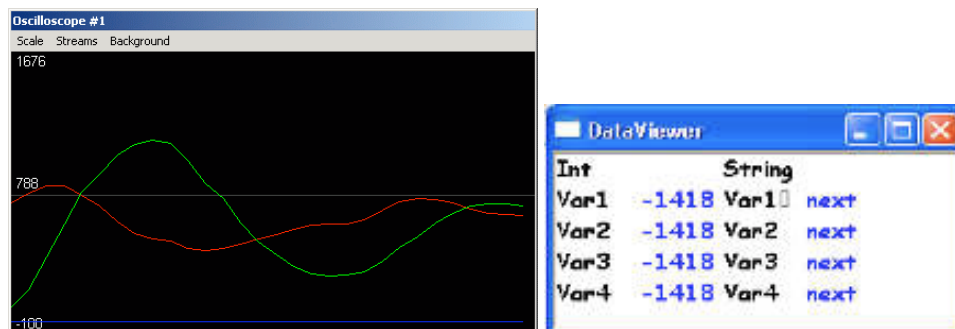 Oscilloscope #1
Scale Streams Background
1676
788
-100
DataViewer
Int String
Var1 -1418 Var1 next
Var2 -1418 Var2 next
Var3 -1418 Var3 next
Var4 -1418 Var4 next